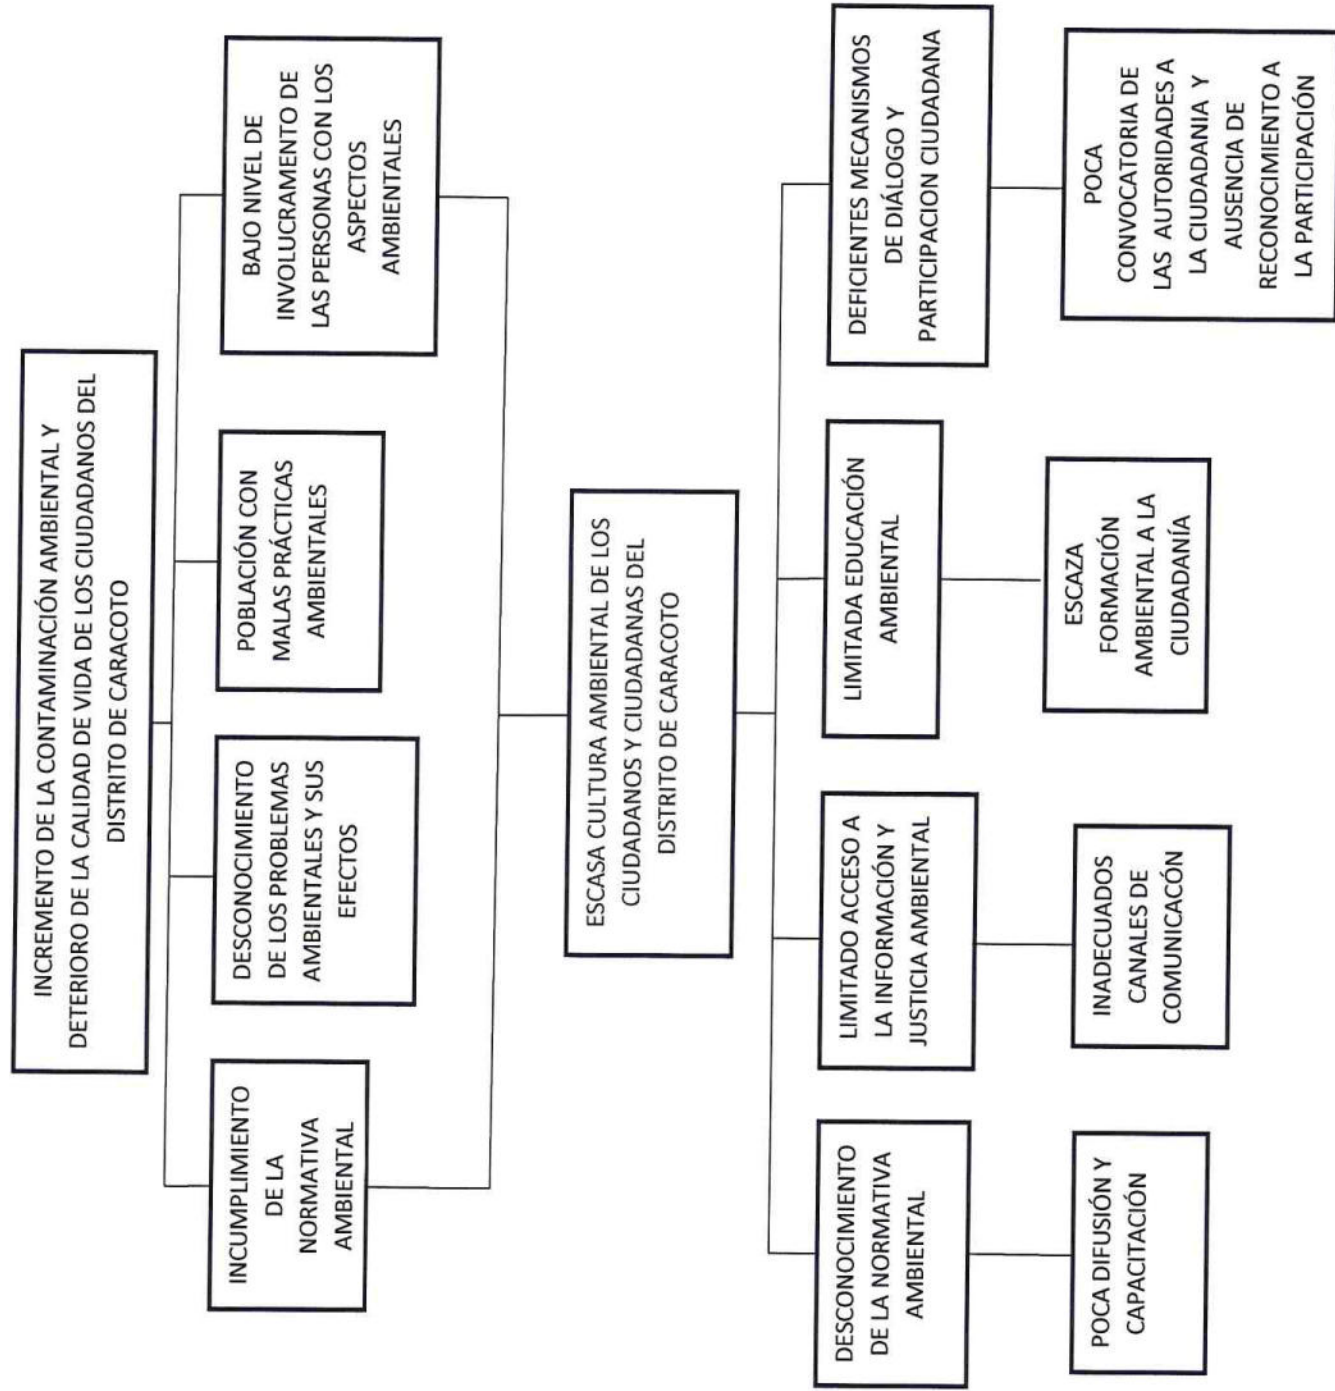 INCREMENTO DE LA CONTAMINACIÓN AMBIENTAL Y
DETERIORO DE LA CALIDAD DE VIDA DE LOS CIUDADANOS DEL
DISTRITO DE CARACOTO
INCUMPLIMIENTO
DE LA
NORMATIVA
AMBIENTAL
DESCONOCIMIENTO
DE LOS PROBLEMAS
AMBIENTALES Y SUS
EFECTOS
POBLACIÓN CON
MALAS PRÁCTICAS
AMBIENTALES
BAJO NIVEL DE
INVOLUCRAMENTO DE
LAS PERSONAS CON LOS
ASPECTOS
AMBIENTALES
ESCASA CULTURA AMBIENTAL DE LOS
CIUDADANOS Y CIUDADANAS DEL
DISTRITO DE CARACOTO
DESCONOCIMIENTO
DE LA NORMATIVA
AMBIENTAL
LIMITADO ACCESO A
LA INFORMACIÓN Y
JUSTICIA AMBIENTAL
LIMITADA EDUCACIÓN
AMBIENTAL
DEFICIENTES MECANISMOS
DE DIÁLOGO Y
PARTICIPACION CIUDADANA
POCA DIFUSIÓN Y
CAPACITACIÓN
INADECUADOS
CANALES DE
COMUNICACÓN
ESCAZA
FORMACIÓN
AMBIENTAL A LA
CIUDADANÍA
POCA
CONVOCATORIA DE
LAS AUTORIDADES A
LA CIUDADANIA Y
AUSENCIA DE
RECONOCIMIENTO A
LA PARTICIPACIÓN